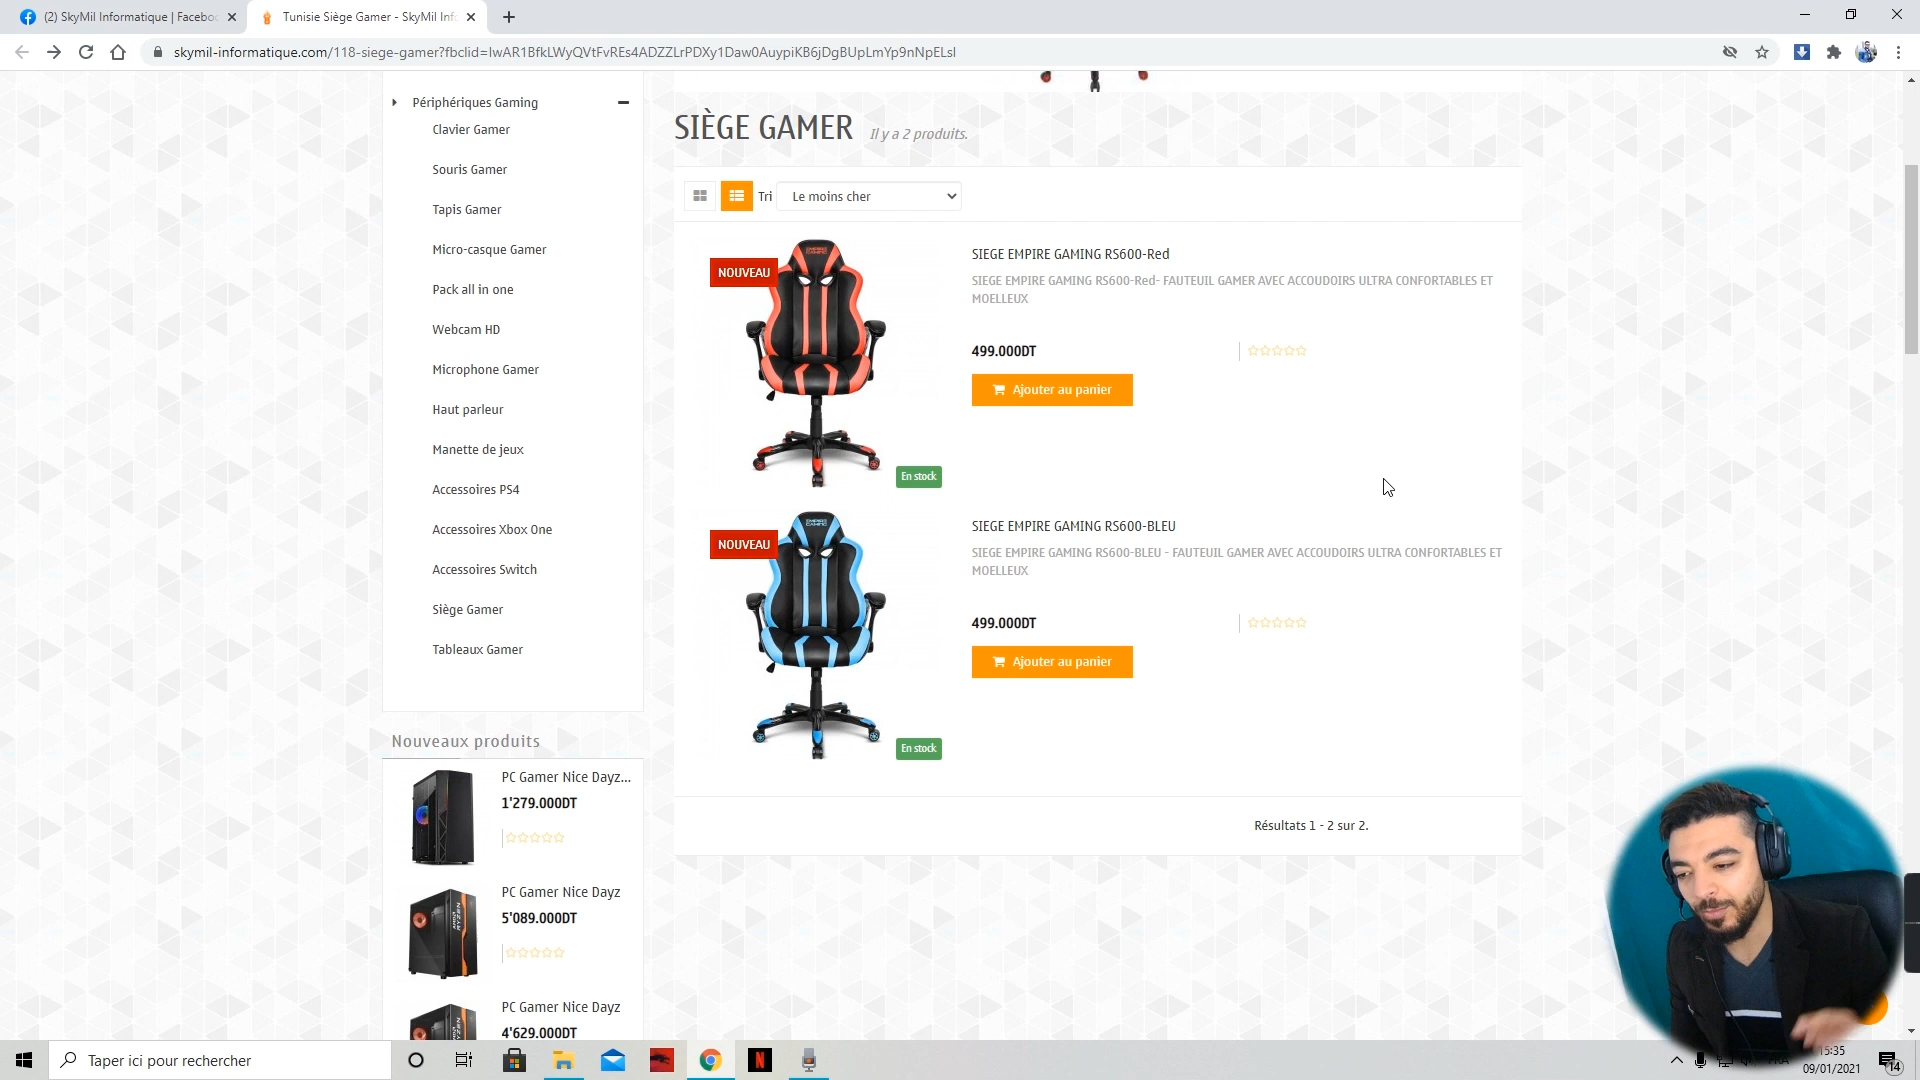 (2) SkyMil Informatique | Facebo
Tunisie Siège Gamer - SkyMil Info
skymil-informatique.com/118-siege-gamer?fbclid=IwAR1BfkLWyQVtFvREs4ADZZLrPDXy1Daw0AuypiKB6jDgBUpLmYp9nNpELsI
Périphériques Gaming
Clavier Gamer
Souris Gamer
Tapis Gamer
Micro-casque Gamer
Pack all in one
Webcam HD
Microphone Gamer
Haut parleur
Manette de jeux
Accessoires PS4
Accessoires Xbox One
Accessoires Switch
Siège Gamer
Tableaux Gamer
Nouveaux produits
PC Gamer Nice Dayz...
1'279.000DT
PC Gamer Nice Dayz
5'089.000DT
PC Gamer Nice Dayz
4'629.000DT
SIÈGE GAMER Il y a 2 produits.
Tri Le moins cher
NOUVEAU
EMPIRE GAMING
En stock
SIEGE EMPIRE GAMING RS600-Red
SIEGE EMPIRE GAMING RS600-Red- FAUTEUIL GAMER AVEC ACCOUDOIRS ULTRA CONFORTABLES ET
MOELLEUX
499.000DT
Ajouter au panier
NOUVEAU
EMPIRE GAMING
En stock
SIEGE EMPIRE GAMING RS600-BLEU
SIEGE EMPIRE GAMING RS600-BLEU - FAUTEUIL GAMER AVEC ACCOUDOIRS ULTRA CONFORTABLES ET
MOELLEUX
499.000DT
Ajouter au panier
Résultats 1 - 2 sur 2.
Taper ici pour rechercher
15:35
09/01/2021
14